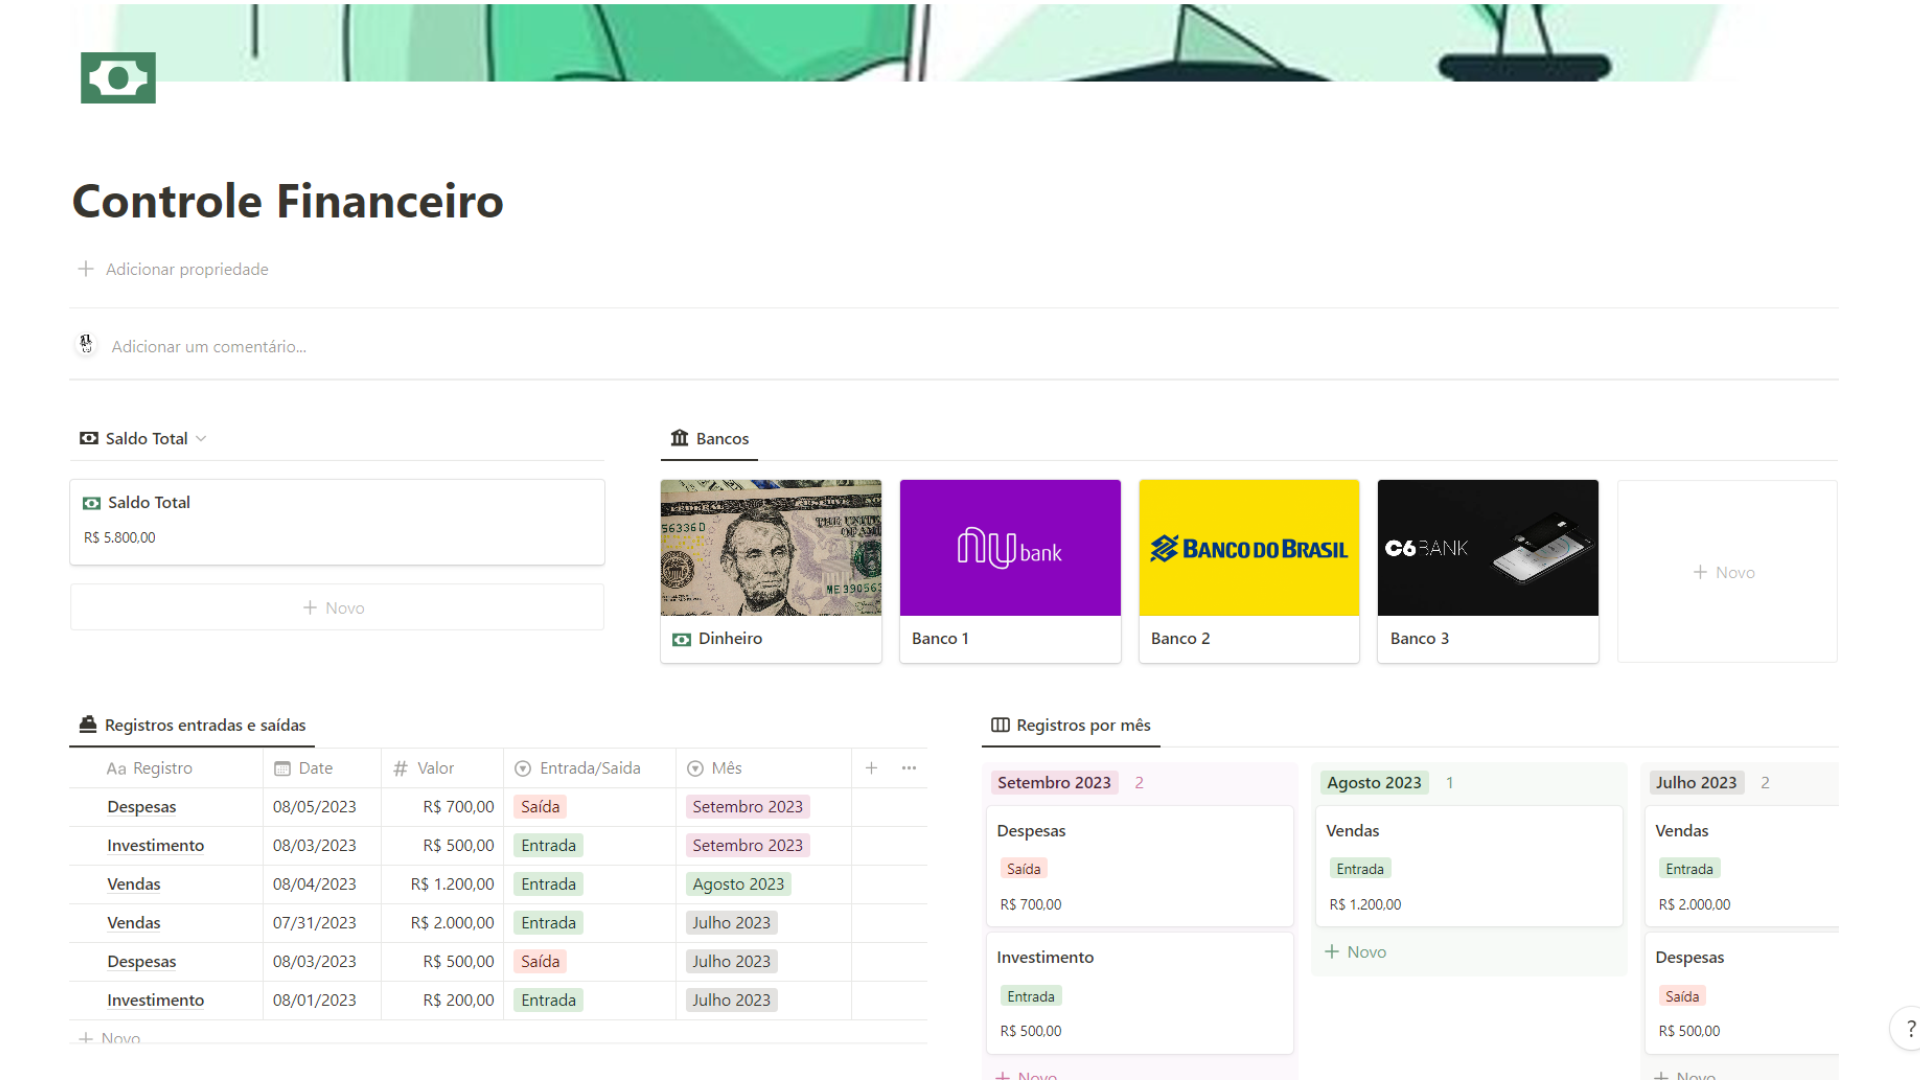 Controle Financeiro
Adicionar propriedade
Adicionar um comentário...
Saldo Total
Saldo Total
R$ 5.800,00
Novo
Bancos
56336D
FEDERAL RESERVE
ME 39056
Dinheiro
nu bank
Banco 1
BANCO DO BRASIL
Banco 2
C6 BANK
Banco 3
Novo
Registros entradas e saídas
Aa Registro Date # Valor Entrada/Saida Mês
Despesas 08/05/2023 R$ 700,00 Saída Setembro 2023
Investimento 08/03/2023 R$ 500,00 Entrada Setembro 2023
Vendas 08/04/2023 R$ 1.200,00 Entrada Agosto 2023
Vendas 07/31/2023 R$ 2.000,00 Entrada Julho 2023
Despesas 08/03/2023 R$ 500,00 Saída Julho 2023
Investimento 08/01/2023 R$ 200,00 Entrada Julho 2023
Novo
Registros por mês
Setembro 2023 2
Despesas
Saída
R$ 700,00
Investimento
Entrada
R$ 500,00
Novo
Agosto 2023 1
Vendas
Entrada
R$ 1.200,00
Novo
Julho 2023 2
Vendas
Entrada
R$ 2.000,00
Despesas
Saída
R$ 500,00
Novo
?